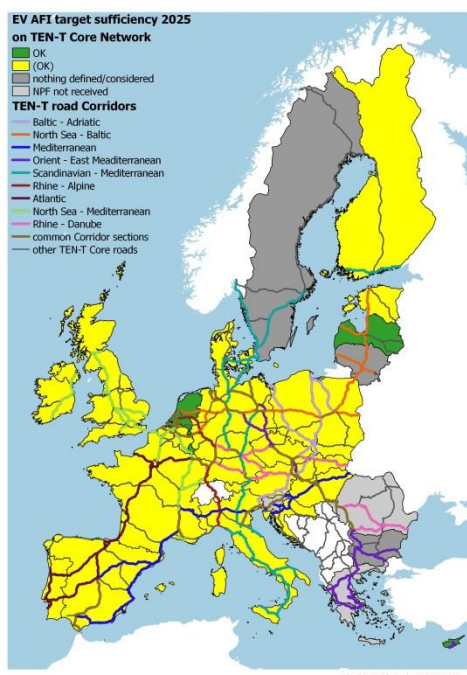 EV AFI target sufficiency 2025
on TEN-T Core Network
OK
(OK)
nothing defined/considered
NPF not received
TEN-T road Corridors
Baltic - Adriatic
North Sea - Baltic
Mediterranean
Orient - East Meaditerranean
Scandinavian - Mediterranean
Rhine - Alpine
Atlantic
North Sea - Mediterranean
Rhine - Danube
common Corridor sections
other TEN-T Core roads